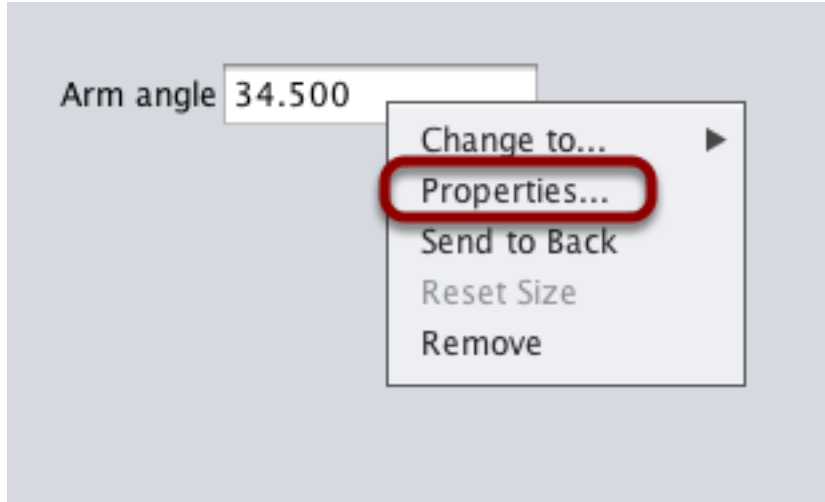 Arm angle 34.500
Change to...
Properties...
Send to Back
Reset Size
Remove